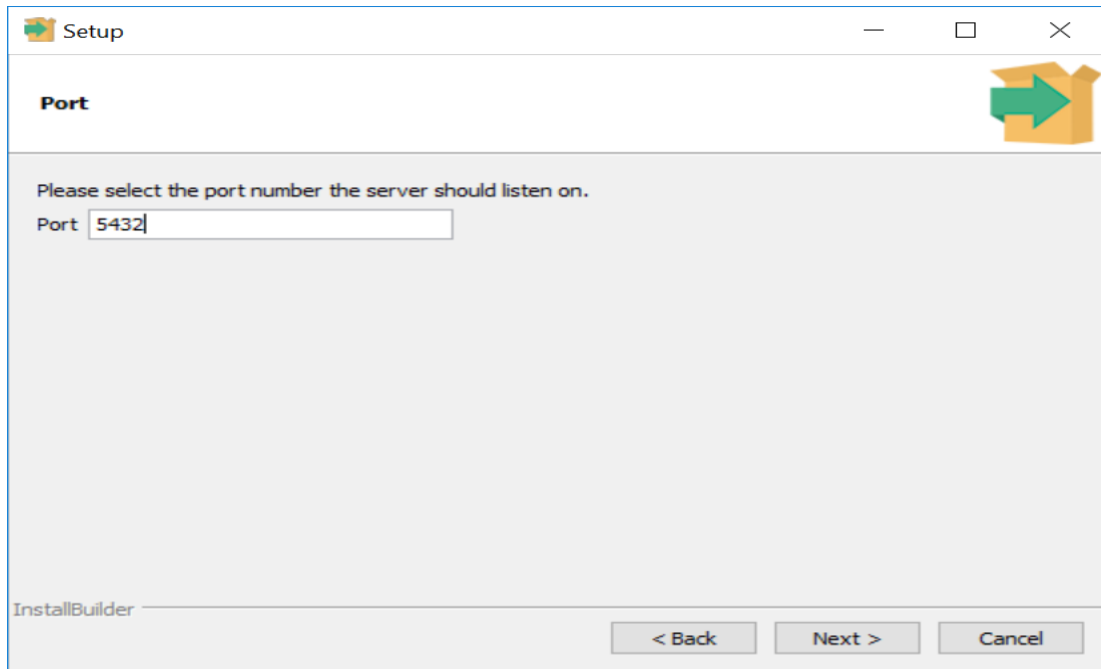 Setup
Port
Please select the port number the server should listen on.
Port 5432
InstallBuilder
< Back Next > Cancel